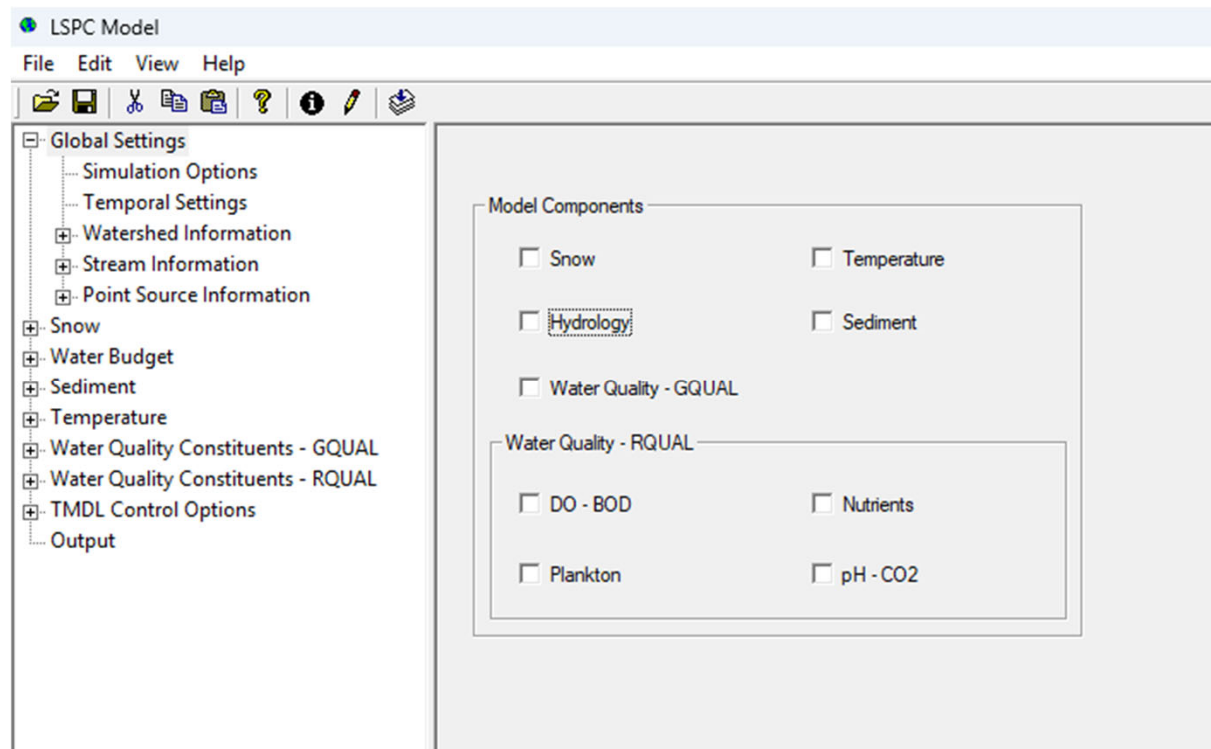 LSPC Model
File Edit View Help
Global Settings
Simulation Options
Temporal Settings
Watershed Information
Stream Information
Point Source Information
Snow
Water Budget
Sediment
Temperature
Water Quality Constituents - GQUAL
Water Quality Constituents - RQUAL
TMDL Control Options
Output
Model Components
Snow Temperature
Hydrology Sediment
Water Quality - GQUAL
Water Quality - RQUAL
DO - BOD Nutrients
Plankton pH - CO2